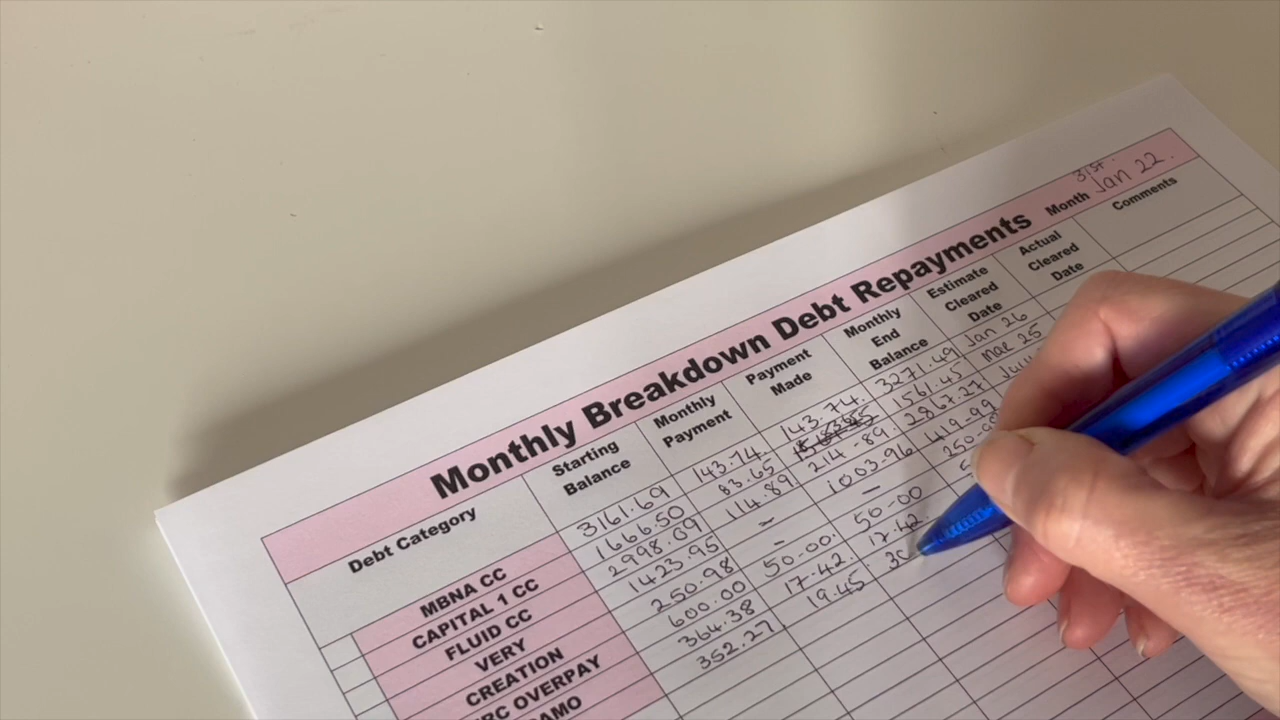 31st.
Month Jan 22.
Monthly Breakdown Debt Repayments
Debt Category
Starting Balance
Monthly Payment
Payment Made
Monthly End Balance
Estimate Cleared Date
Actual Cleared Date
Comments
MBNA CC 3161.69 143.74 143.74. 3271.49 Jan 26
CAPITAL 1 CC 1666.50 83.65 1561.45 Mar 25
FLUID CC 2998.09 114.89 214-89. 2867.27
VERY 1423.95 – 1003.96 419-99
CREATION 250.98 – – 250-00
OVERPAY 600.00 50-00. 50-00
364.38 17.42. 17.42
352.27 19.45 35